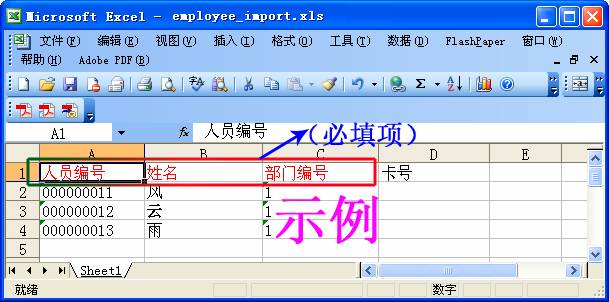 Microsoft Excel - employee_import.xls
文件(F) 编辑(E) 视图(V) 插入(I) 格式(O) 工具(T) 数据(D) FlashPaper 窗口(W)
帮助(H) Adobe PDF(B)
A1 fx 人员编号
(必填项)
A B C D E
1 人员编号 姓名 部门编号 卡号
2 000000011 风 1
3 000000012 云 1
4 000000013 雨 1
5
示例
Sheet1
就绪 数字